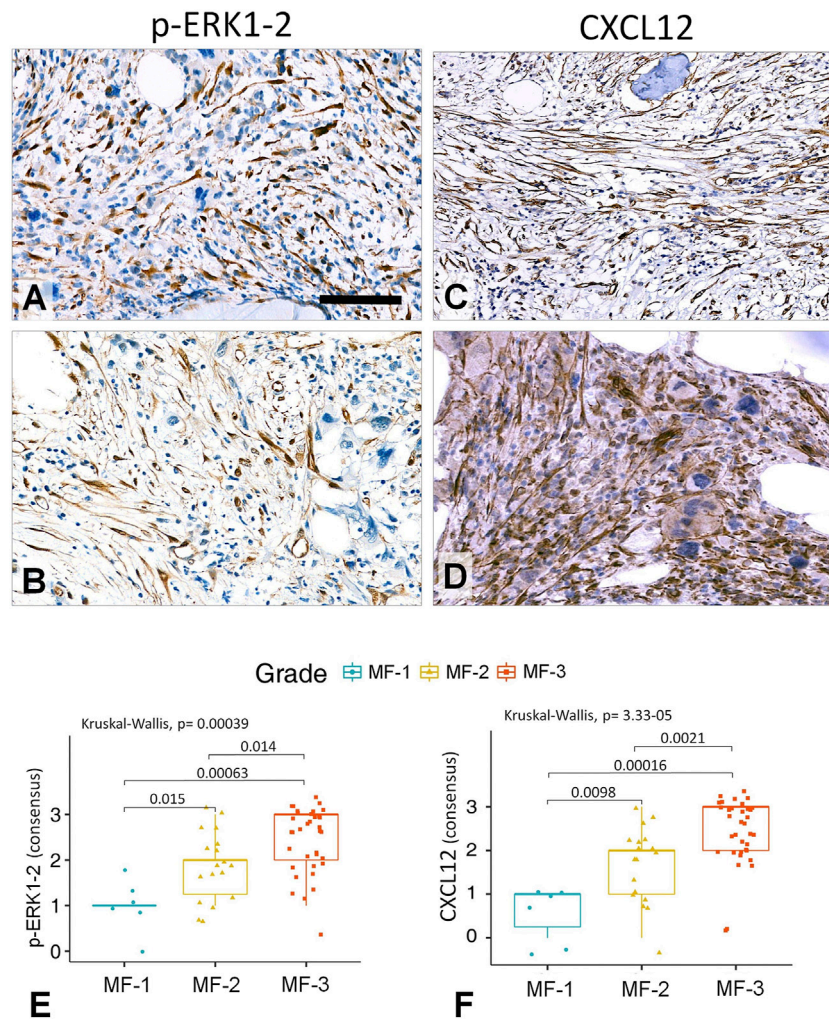 p-ERK1-2
CXCL12
A
C
B
D
Grade MF-1 MF-2 MF-3
Kruskal-Wallis, p= 0.00039
0.014
0.00063
0.015
p-ERK1-2 (consensus)
3
2
1
0
MF-1 MF-2 MF-3
E
Kruskal-Wallis, p= 3.33-05
0.0021
0.00016
0.0098
CXCL12 (consensus)
3
2
1
0
MF-1 MF-2 MF-3
F